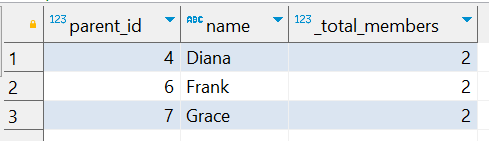 123 parent_id ABC name 123 _total_members
1 4 Diana 2
2 6 Frank 2
3 7 Grace 2